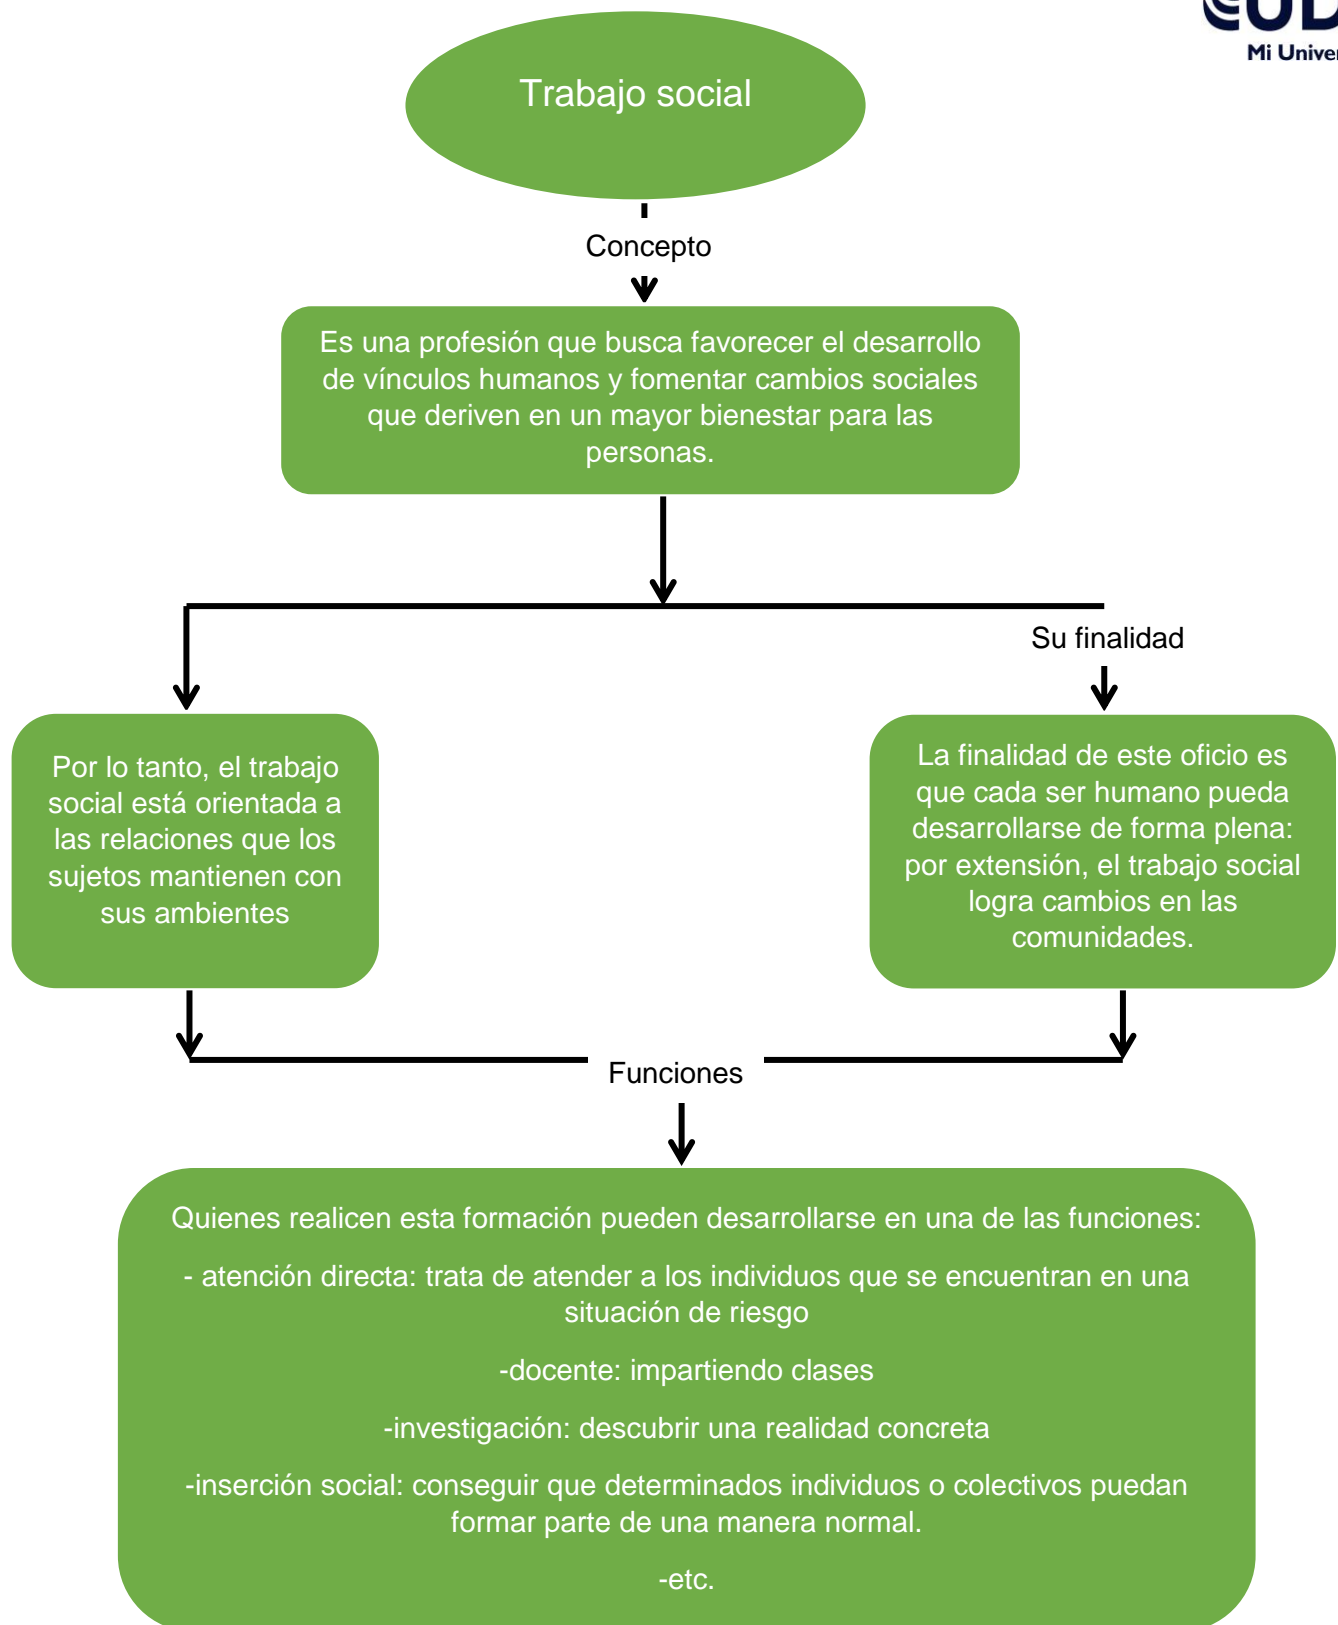 Mi
Trabajo social
Concepto
Es una profesión que busca favorecer el desarrollo
de vínculos humanos y fomentar cambios sociales
que deriven en un mayor bienestar para las
personas.
Su finalidad
Por lo tanto, el trabajo
social está orientada a
las relaciones que los
sujetos mantienen con
sus ambientes
La finalidad de este oficio es
que cada ser humano pueda
desarrollarse de forma plena:
por extensión, el trabajo social
logra cambios en las
comunidades.
Funciones
Quienes realicen esta formación pueden desarrollarse en una de las funciones:
- atención directa: trata de atender a los individuos que se encuentran en una
situación de riesgo
-docente: impartiendo clases
-investigación: descubrir una realidad concreta
-inserción social: conseguir que determinados individuos o colectivos puedan
formar parte de una manera normal.
-etc.